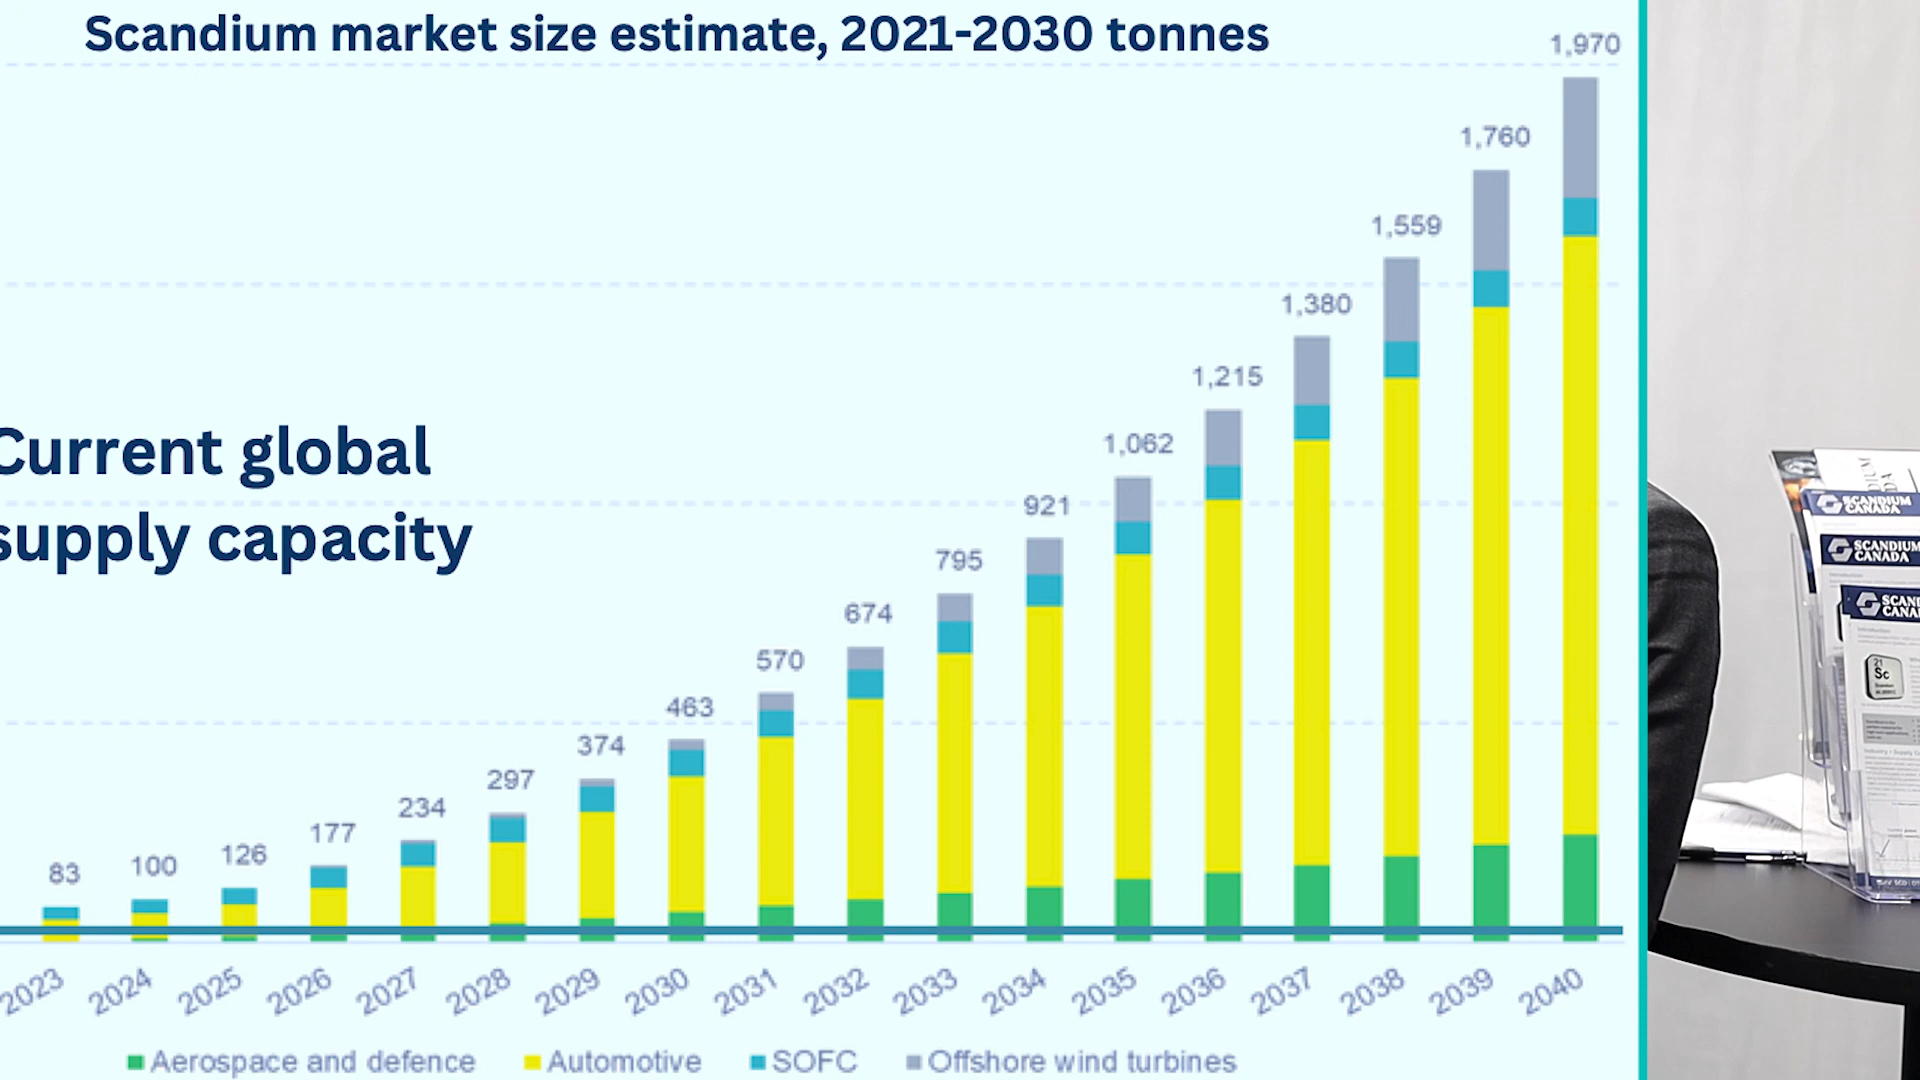 Scandium market size estimate, 2021-2030 tonnes
1,970
1,760
1,559
1,380
1,215
1,062
921
795
674
570
463
374
297
234
177
126
100
83
Current global
supply capacity
2023
2024
2025
2026
2027
2028
2029
2030
2031
2032
2033
2034
2035
2036
2037
2038
2039
2040
Aerospace and defence
Automotive
SOFC
Offshore wind turbines
SCANDIUM
CANADA
SCANDIUM
CANADA
SCAN
CANA
21
Sc